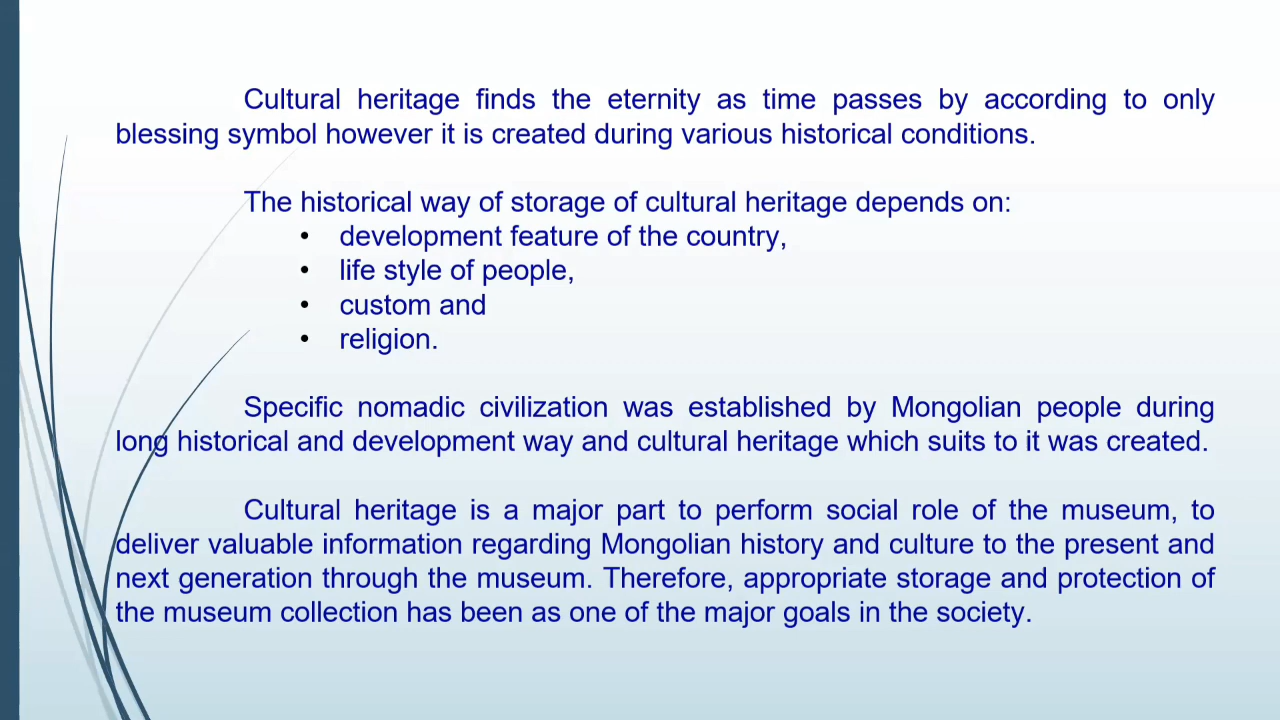 Cultural heritage finds the eternity as time passes by according to only
blessing symbol however it is created during various historical conditions.
The historical way of storage of cultural heritage depends on:
• development feature of the country,
• life style of people,
• custom and
• religion.
Specific nomadic civilization was established by Mongolian people during
long historical and development way and cultural heritage which suits to it was created.
Cultural heritage is a major part to perform social role of the museum, to
deliver valuable information regarding Mongolian history and culture to the present and
next generation through the museum. Therefore, appropriate storage and protection of
the museum collection has been as one of the major goals in the society.